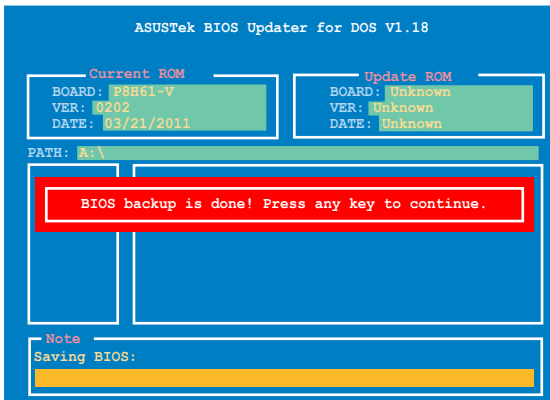 ASUSTek BIOS Updater for DOS V1.18
Current ROM
BOARD: P8H61-V
VER: 0202
DATE: 03/21/2011
Update ROM
BOARD: Unknown
VER: Unknown
DATE: Unknown
PATH: A:\
BIOS backup is done! Press any key to continue.
Note
Saving BIOS: